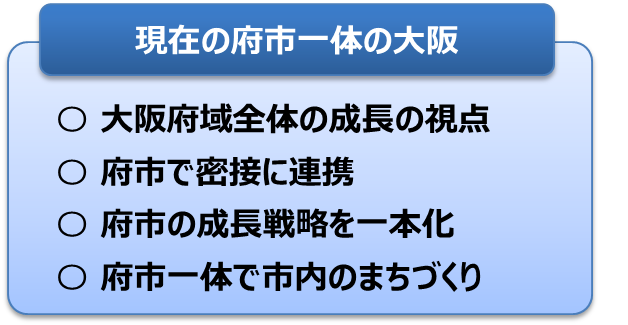 現在の府市一体の大阪
〇 大阪府域全体の成長の視点
〇 府市で密接に連携
〇 府市の成長戦略を一本化
〇 府市一体で市内のまちづくり